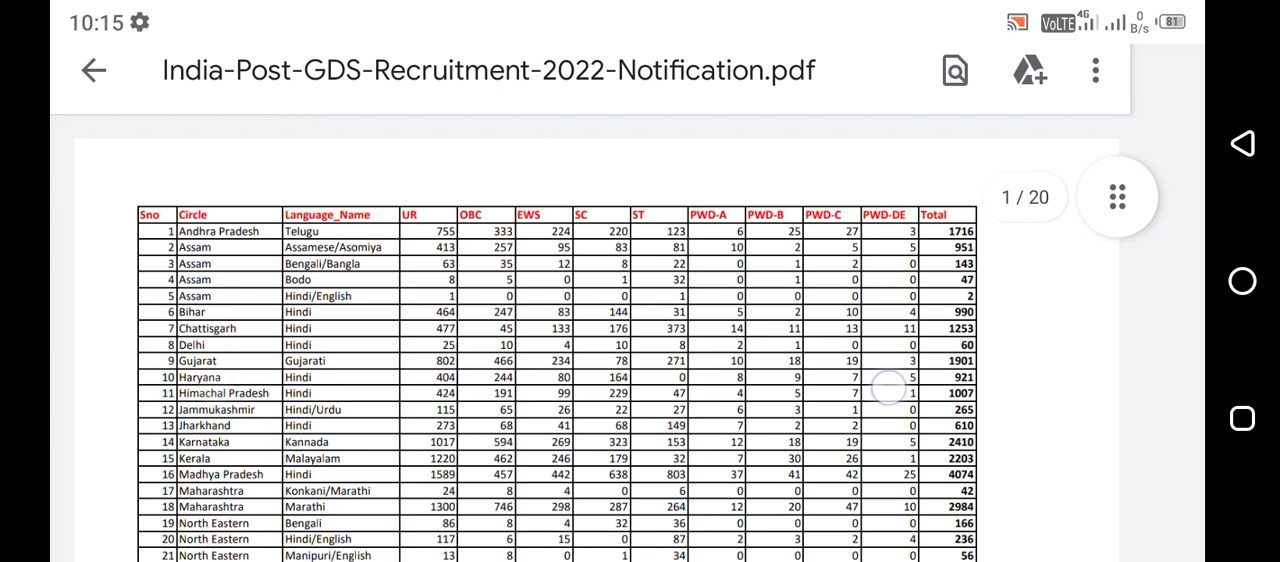 10:15 VoLTE 4G 0 B/s 81
India-Post-GDS-Recruitment-2022-Notification.pdf
1 / 20
Sno Circle Language_Name UR OBC EWS SC ST PWD-A PWD-B PWD-C PWD-DE Total
1 Andhra Pradesh Telugu 755 333 224 220 123 6 25 27 3 1716
2 Assam Assamese/Asomiya 413 257 95 83 81 10 2 5 5 951
3 Assam Bengali/Bangla 63 35 12 8 22 0 1 2 0 143
4 Assam Bodo 8 5 0 1 32 0 1 0 0 47
5 Assam Hindi/English 1 0 0 0 1 0 0 0 0 2
6 Bihar Hindi 464 247 83 144 31 5 2 10 4 990
7 Chattisgarh Hindi 477 45 133 176 373 14 11 13 11 1253
8 Delhi Hindi 25 10 4 10 8 2 1 0 0 60
9 Gujarat Gujarati 802 466 234 78 271 10 18 19 3 1901
10 Haryana Hindi 404 244 80 164 0 8 9 7 5 921
11 Himachal Pradesh Hindi 424 191 99 229 47 4 5 7 1 1007
12 Jammukashmir Hindi/Urdu 115 65 26 22 27 6 3 1 0 265
13 Jharkhand Hindi 273 68 41 68 149 7 2 2 0 610
14 Karnataka Kannada 1017 594 269 323 153 12 18 19 5 2410
15 Kerala Malayalam 1220 462 246 179 32 7 30 26 1 2203
16 Madhya Pradesh Hindi 1589 457 442 638 803 37 41 42 25 4074
17 Maharashtra Konkani/Marathi 24 8 4 0 6 0 0 0 0 42
18 Maharashtra Marathi 1300 746 298 287 264 12 20 47 10 2984
19 North Eastern Bengali 86 8 4 32 36 0 0 0 0 166
20 North Eastern Hindi/English 117 6 15 0 87 2 3 2 4 236
21 North Eastern Manipuri/English 13 8 0 1 34 0 0 0 0 56